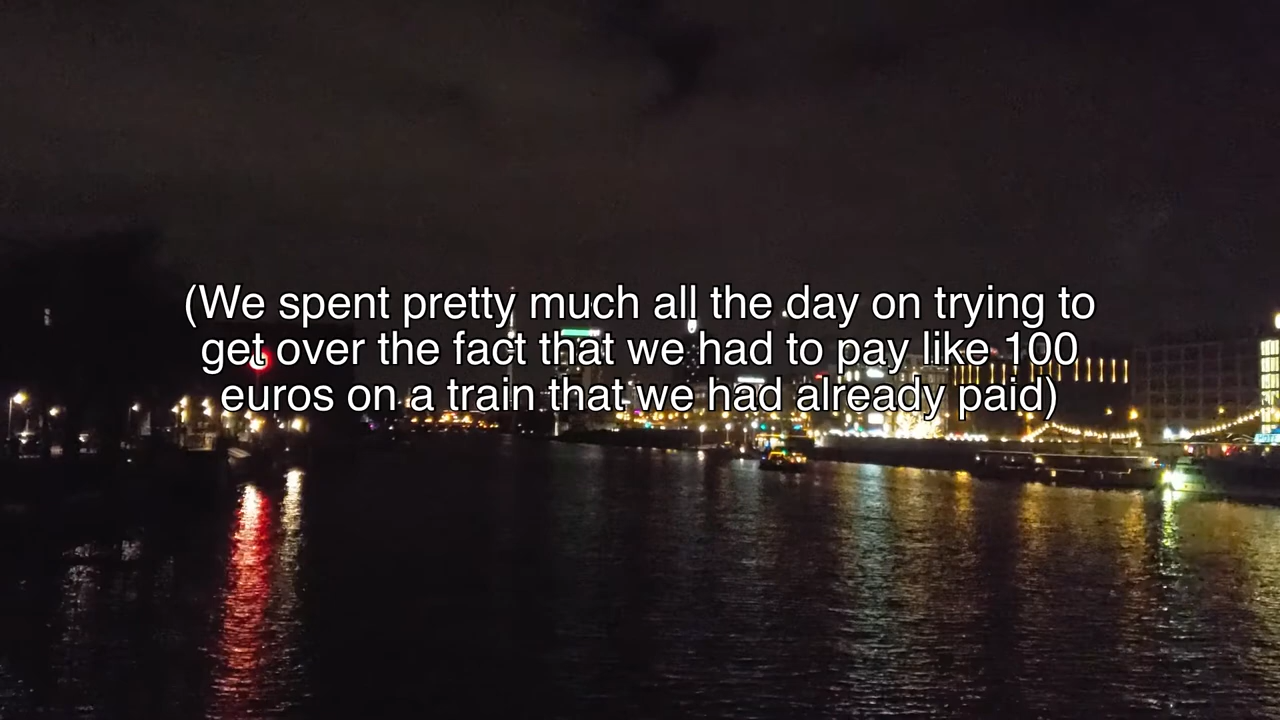 (We spent pretty much all the day on trying to
get over the fact that we had to pay like 100
euros on a train that we had already paid)